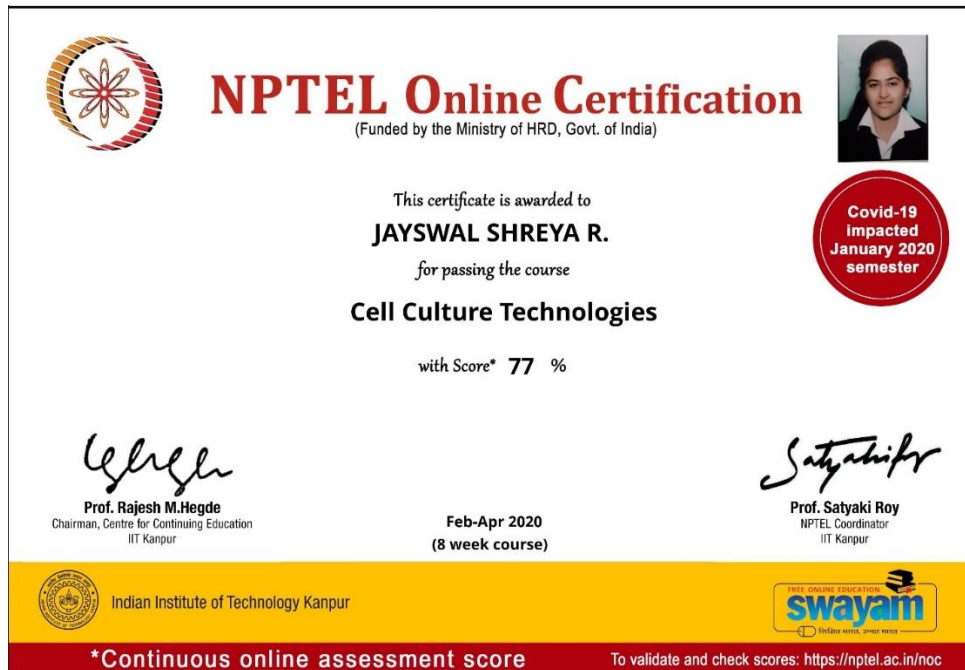 NPTEL Online Certification
(Funded by the Ministry of HRD, Govt. of India)
This certificate is awarded to
JAYSWAL SHREYA R.
for passing the course
Cell Culture Technologies
with Score* 77 %
Covid-19
impacted
January 2020
semester
Prof. Rajesh M.Hegde
Chairman, Centre for Continuing Education
IIT Kanpur
Feb-Apr 2020
(8 week course)
Prof. Satyaki Roy
NPTEL Coordinator
IIT Kanpur
Indian Institute of Technology Kanpur
FREE ONLINE EDUCATION
swayam
शिक्षित भारत, उन्नत भारत
*Continuous online assessment score
To validate and check scores: https://nptel.ac.in/noc